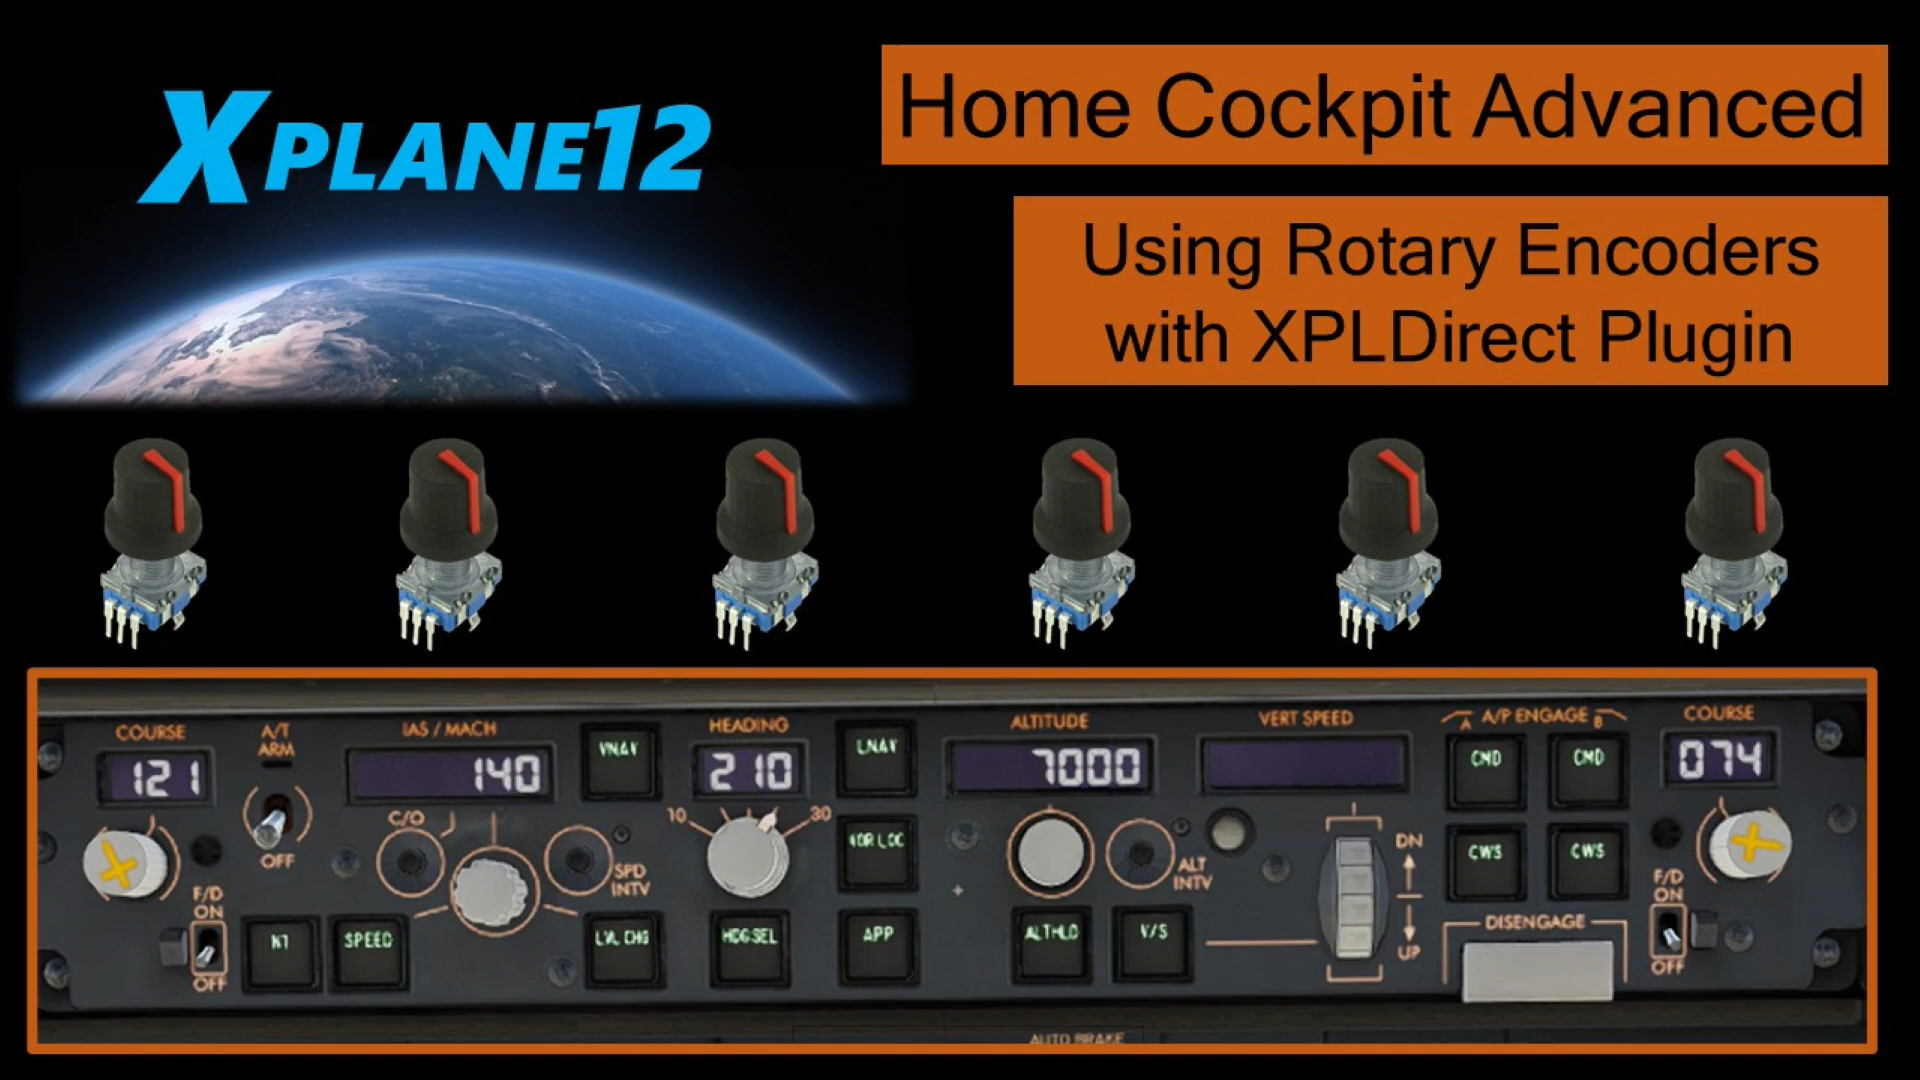 XPLANE12
Home Cockpit Advanced
Using Rotary Encoders
with XPLDirect Plugin
COURSE
A/T
ARM
IAS / MACH
HEADING
ALTITUDE
VERT SPEED
A
A/P ENGAGE
B
COURSE
121
140
VNAV
210
LNAV
7000
CMD
CMD
074
C/O
10
30
OFF
SPD
INTV
VOR LOC
ALT
INTV
DN
CWS
CWS
F/D
ON
F/D
ON
N1
SPEED
LVL CHG
HDG SEL
APP
ALT HLD
V/S
UP
DISENGAGE
OFF
OFF
AUTO BRAKE